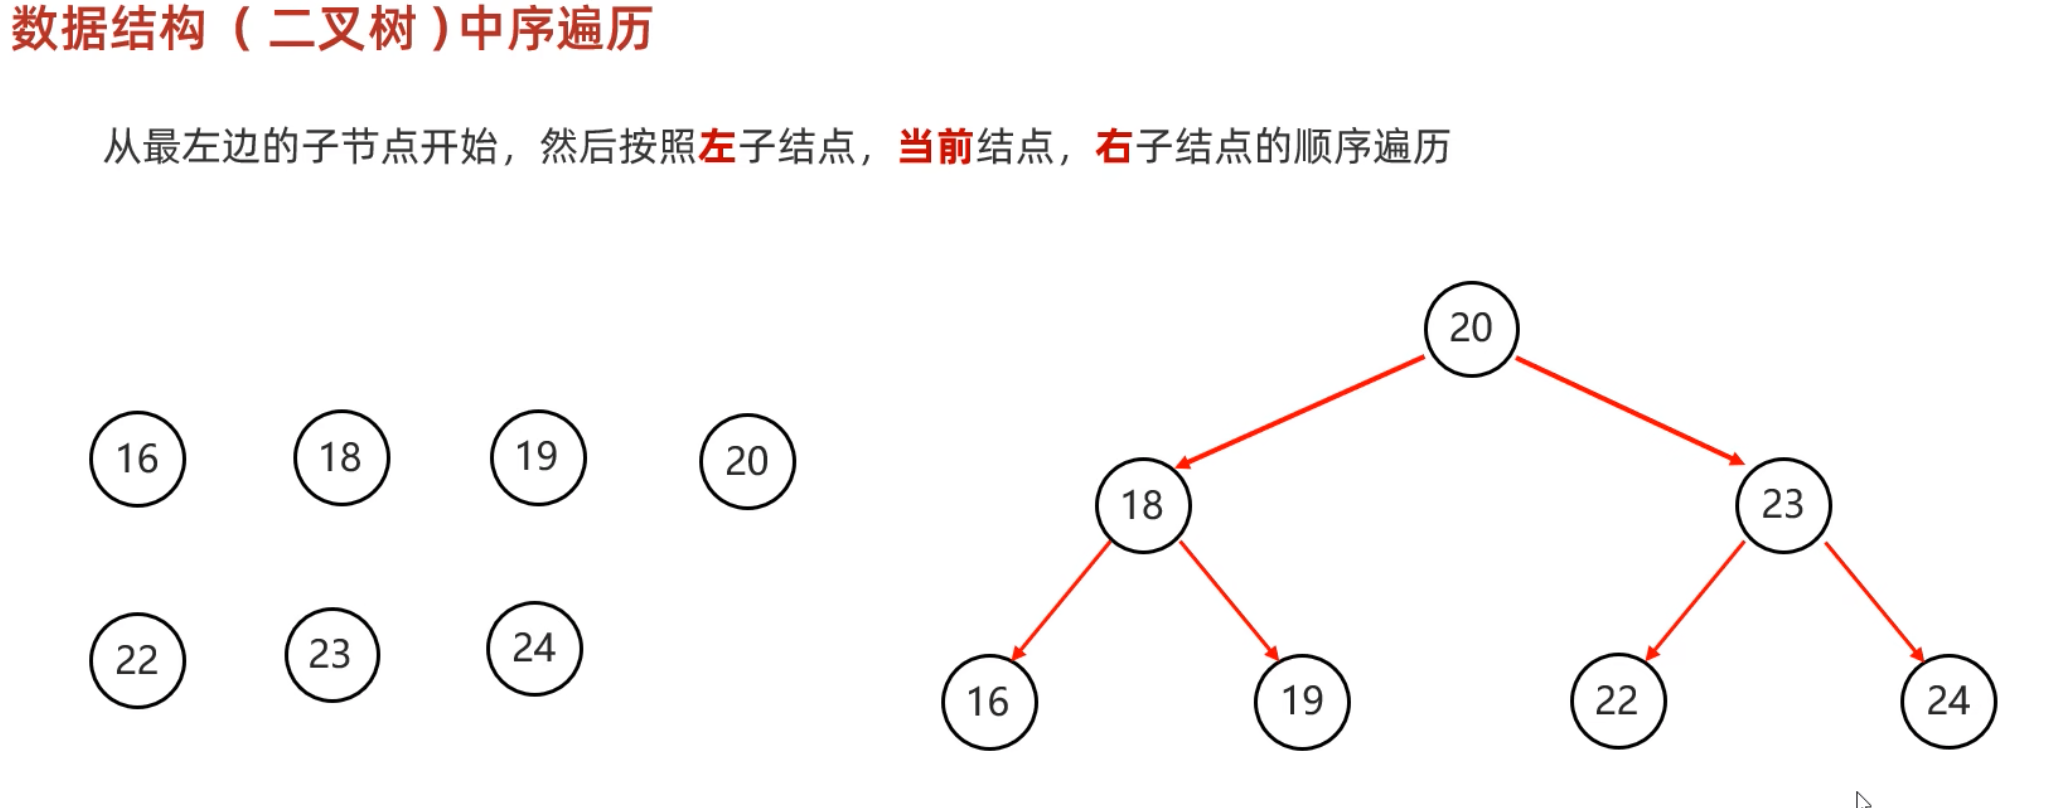 数据结构（二叉树）中序遍历
从最左边的子节点开始，然后按照左子结点，当前结点，右子结点的顺序遍历
20
16 18 19 20
18 23
22 23 24
16 19 22 24